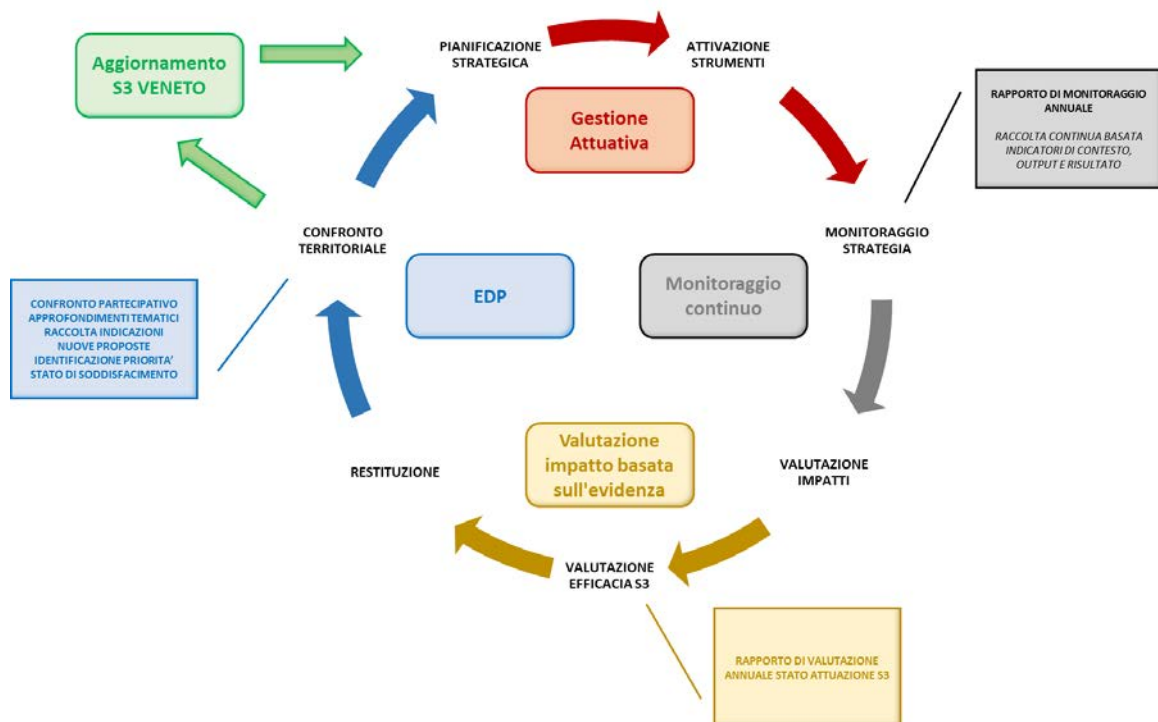 Aggiornamento
S3 VENETO
PIANIFICAZIONE
STRATEGICA
ATTIVAZIONE
STRUMENTI
Gestione
Attuativa
RAPPORTO DI MONITORAGGIO
ANNUALE
RACCOLTA CONTINUA BASATA
INDICATORI DI CONTESTO,
OUTPUT E RISULTATO
CONFRONTO
TERRITORIALE
MONITORAGGIO
STRATEGIA
EDP
Monitoraggio
continuo
CONFRONTO PARTECIPATIVO
APPROFONDIMENTI TEMATICI
RACCOLTA INDICAZIONI
NUOVE PROPOSTE
IDENTIFICAZIONE PRIORITA'
STATO DI SODDISFACIMENTO
RESTITUZIONE
Valutazione
impatto basata
sull'evidenza
VALUTAZIONE
IMPATTI
VALUTAZIONE
EFFICACIA S3
RAPPORTO DI VALUTAZIONE
ANNUALE STATO ATTUAZIONE S3